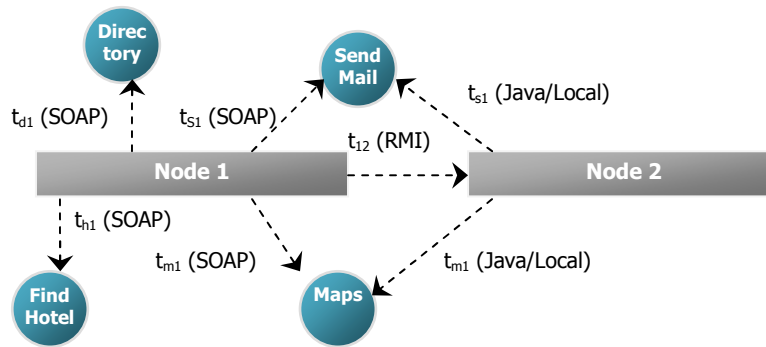 Direc
tory
Send
Mail
t_d1 (SOAP)
t_S1 (SOAP)
t_s1 (Java/Local)
t_12 (RMI)
Node 1
Node 2
t_h1 (SOAP)
t_m1 (SOAP)
t_m1 (Java/Local)
Find
Hotel
Maps